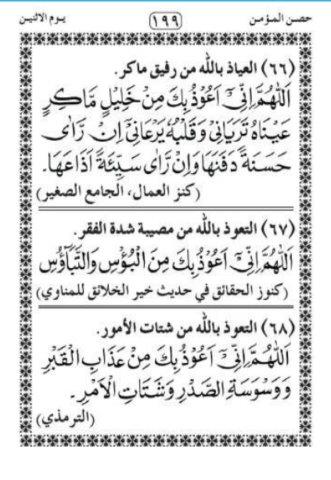 حصن المؤمن ﴿١٩٩﴾ يوم الاثنين
(٦٦) العياذ بالله من رفيق ماكر.
اَللّٰهُمَّ اِنِّىْٓ اَعُوْذُبِكَ مِنْ خَلِيْلٍ مَّاكِرٍ
عَيْنَاهُ تَرَيَانِيْ وَقَلْبُهٗ يَرْعَانِيْٓ اِنْ رَّاٰى
حَسَنَةً دَفَنَهَا وَاِنْ رَّاٰى سَيِّئَةً اَذَاعَهَا۔
(كنز العمال، الجامع الصغير)
(٦٧) التعوذ بالله من مصيبة شدة الفقر.
اَللّٰهُمَّ اِنِّىْٓ اَعُوْذُبِكَ مِنَ الْبُؤْسِ وَالتَّبَاؤُسِ
(كنوز الحقائق في حديث خير الخلائق للمناوي)
(٦٨) التعوذ بالله من شتات الأمور.
اَللّٰهُمَّ اِنِّىْٓ اَعُوْذُبِكَ مِنْ عَذَابِ الْقَبْرِ
وَوَسْوَسَةِ الصَّدْرِ وَشَتَاتِ الْاَمْرِ۔
(الترمذي)